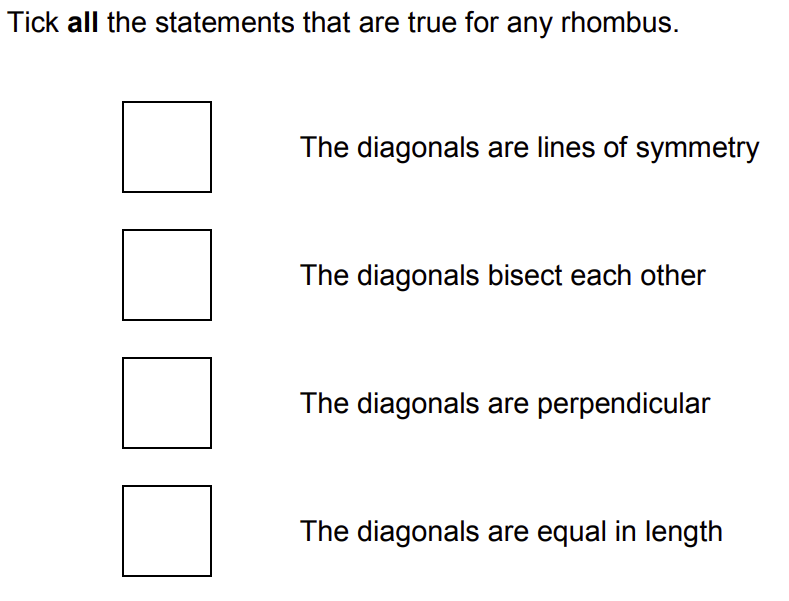 Tick all the statements that are true for any rhombus.
The diagonals are lines of symmetry
The diagonals bisect each other
The diagonals are perpendicular
The diagonals are equal in length